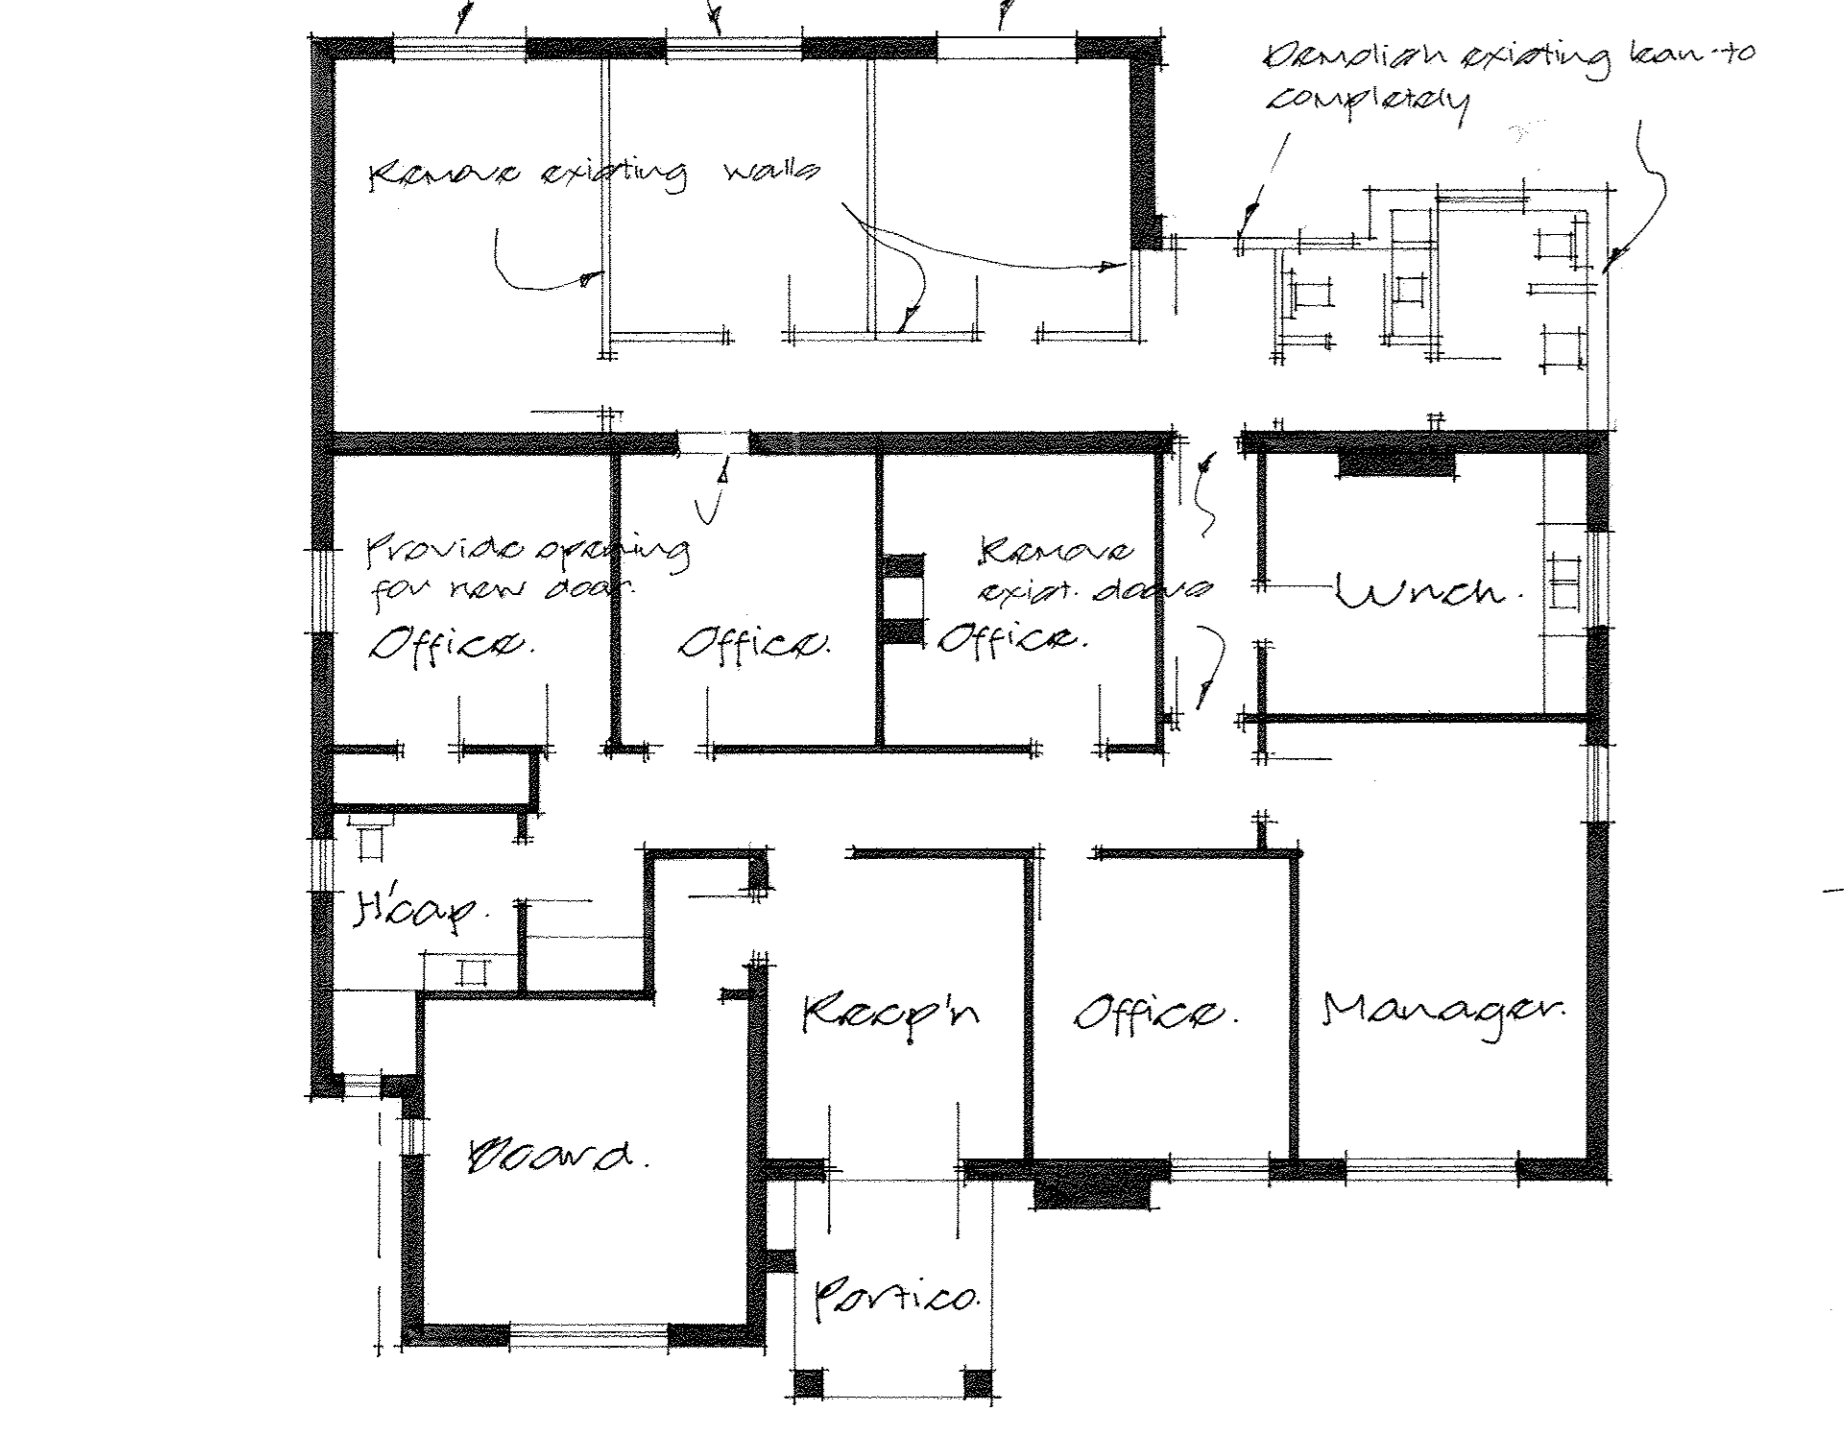 Demolish existing lean-to
completely
Remove existing walls
Provide opening
for new door.
Remove
exist. doors
Lunch.
Office.
Office.
Office.
H'cap.
Recep'n
Office.
Manager.
Board.
Portico.